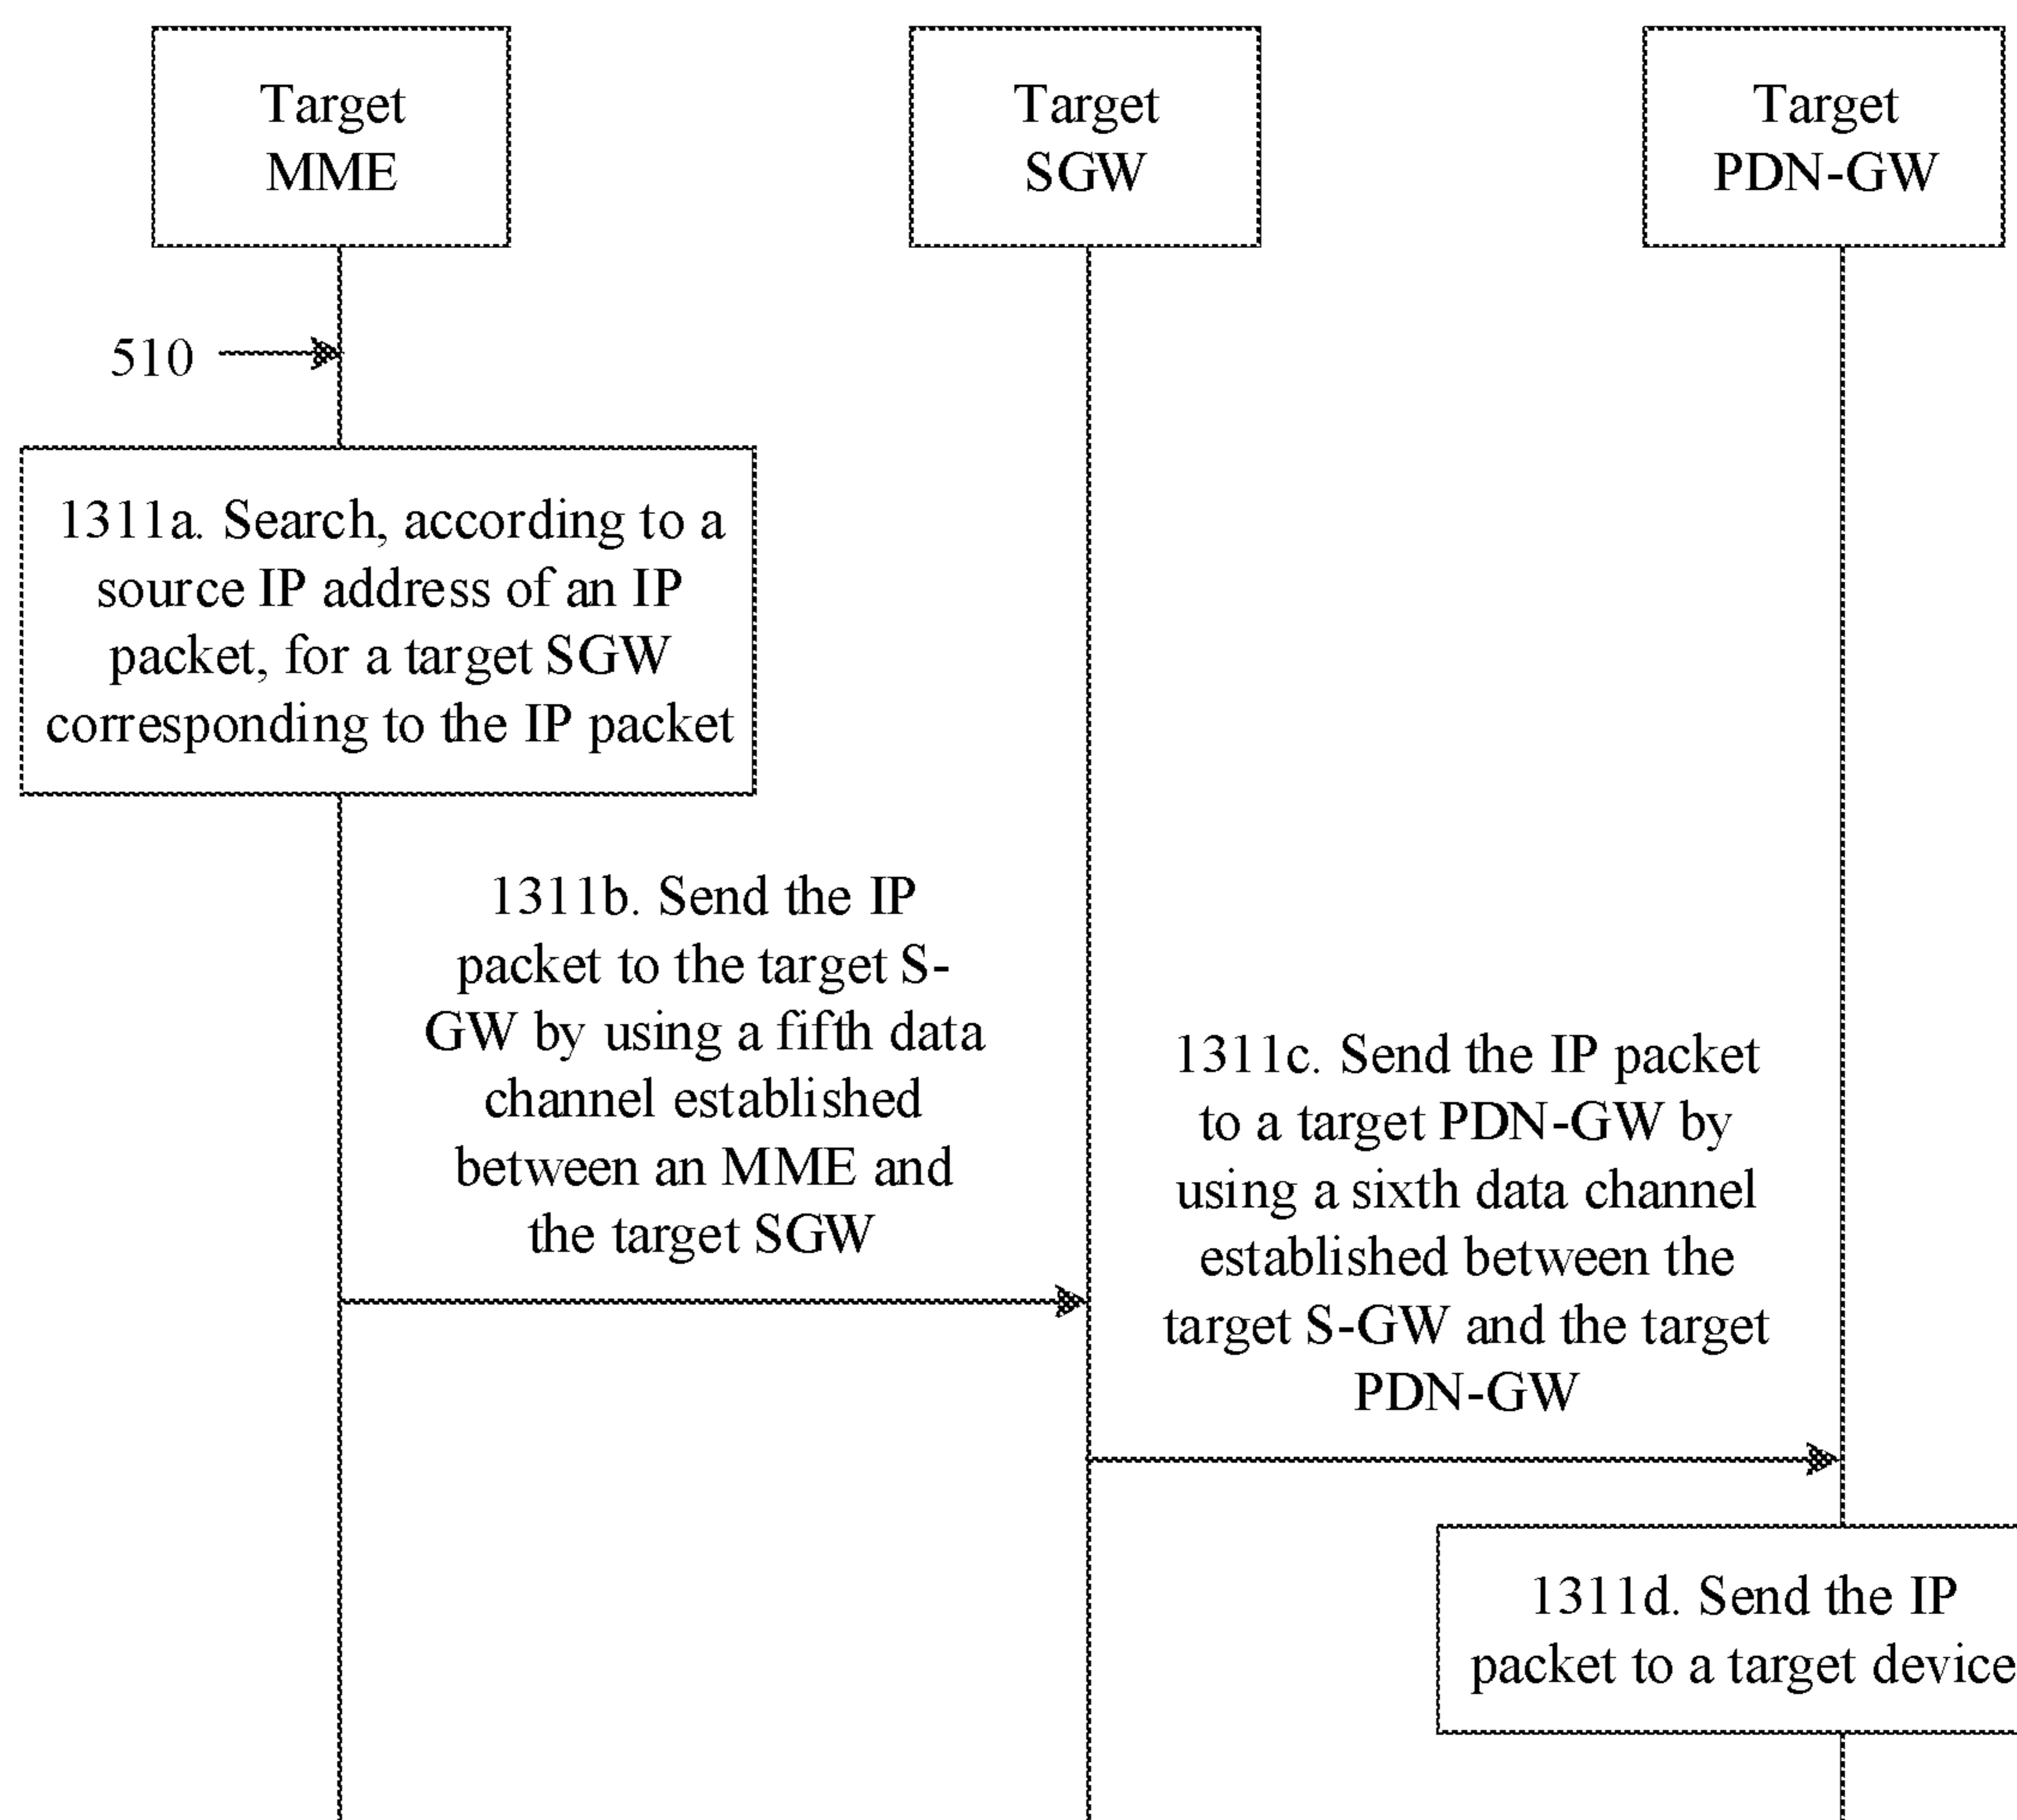 Target
MME
Target
SGW
Target
PDN-GW
510
1311a. Search, according to a
source IP address of an IP
packet, for a target SGW
corresponding to the IP packet
1311b. Send the IP
packet to the target S-
GW by using a fifth data
channel established
between an MME and
the target SGW
1311c. Send the IP packet
to a target PDN-GW by
using a sixth data channel
established between the
target S-GW and the target
PDN-GW
1311d. Send the IP
packet to a target device